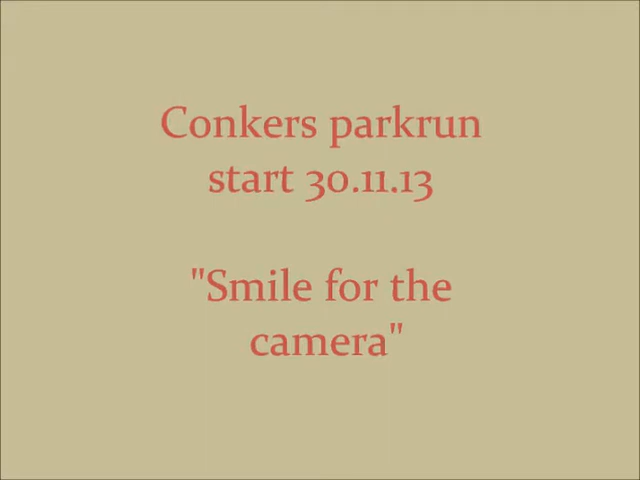 Conkers parkrun
start 30.11.13
"Smile for the
camera"